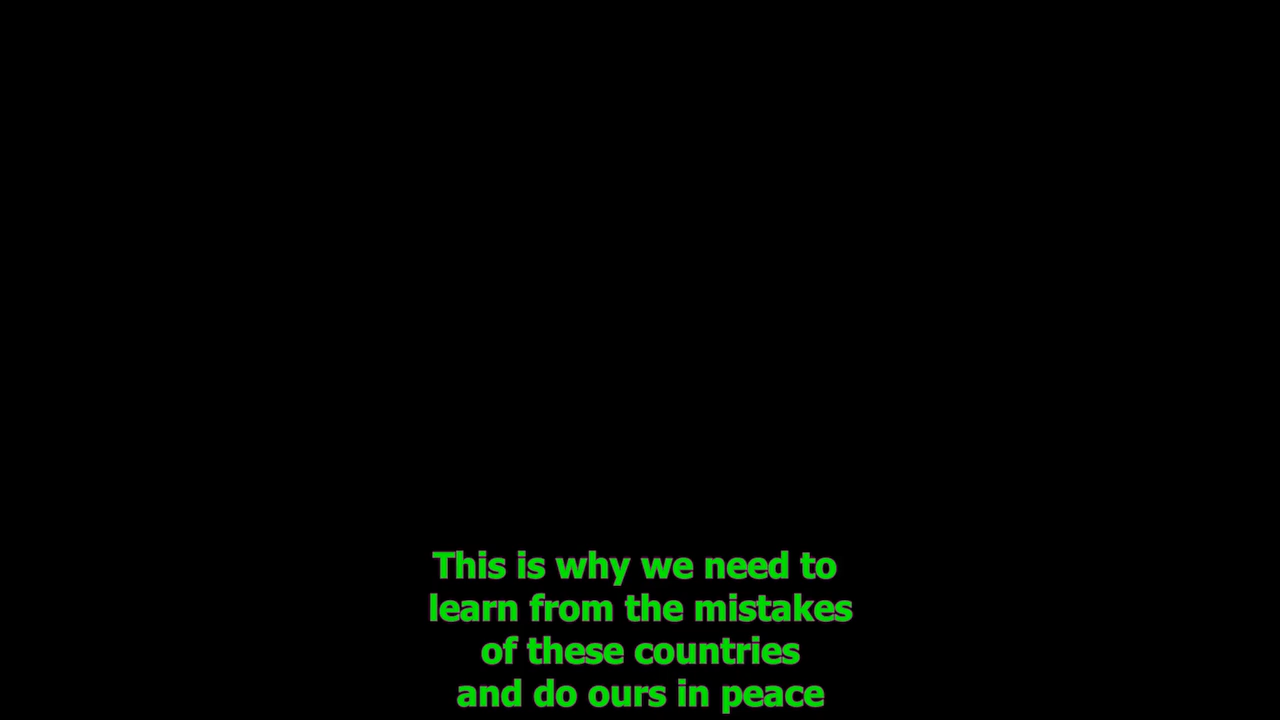 This is why we need to
learn from the mistakes
of these countries
and do ours in peace